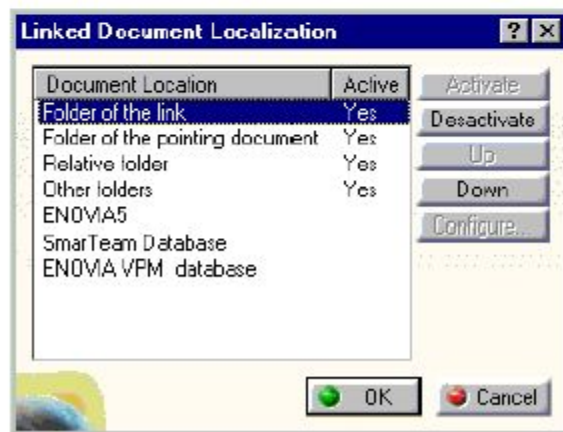 Linked Document Localization
Document Location Active
Folder of the link Yes
Folder of the pointing document Yes
Relative folder Yes
Other folders Yes
ENOVIA5
SmarTeam Database
ENOVIA VPM database
Activate
Desactivate
Up
Down
Configure...
OK Cancel